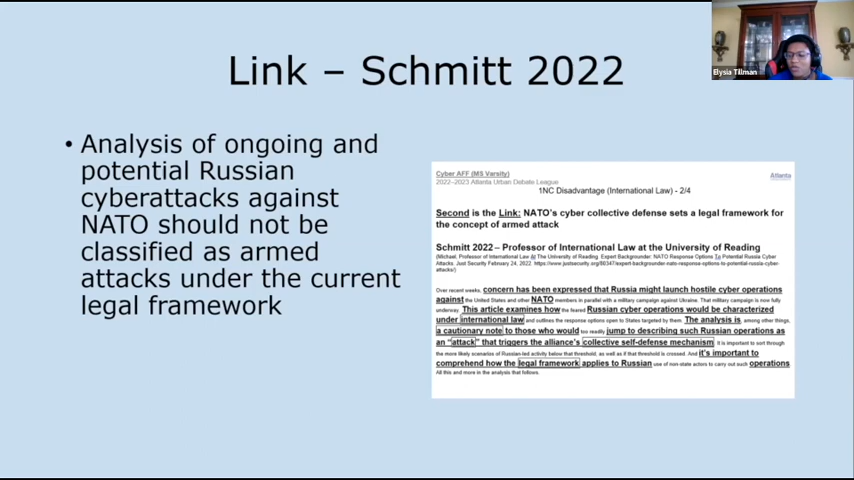 Link – Schmitt 2022
• Analysis of ongoing and
potential Russian
cyberattacks against
NATO should not be
classified as armed
attacks under the current
legal framework
Cyber AFF (MS Varsity)
2022–2023 Atlanta Urban Debate League
Atlanta
1NC Disadvantage (International Law) - 2/4
Second is the Link: NATO's cyber collective defense sets a legal framework for
the concept of armed attack
Schmitt 2022 – Professor of International Law at the University of Reading
(Michael, Professor of International Law At The University of Reading. Expert Backgrounder: NATO Response Options To Potential Russia Cyber
Attacks. Just Security February 24, 2022. https://www.justsecurity.org/80347/expert-backgrounder-nato-response-options-to-potential-russia-cyber-
attacks/)
Over recent weeks, concern has been expressed that Russia might launch hostile cyber operations
against the United States and other NATO members in parallel with a military campaign against Ukraine. That military campaign is now fully
underway. This article examines how the feared Russian cyber operations would be characterized
under international law and outlines the response options open to States targeted by them. The analysis is, among other things,
a cautionary note to those who would too readily jump to describing such Russian operations as
an “attack” that triggers the alliance's collective self-defense mechanism. It is important to sort through
the more likely scenarios of Russian-led activity below that threshold, as well as if that threshold is crossed. And it's important to
comprehend how the legal framework applies to Russian use of non-state actors to carry out such operations
All this and more in the analysis that follows.
Elysia Tillman